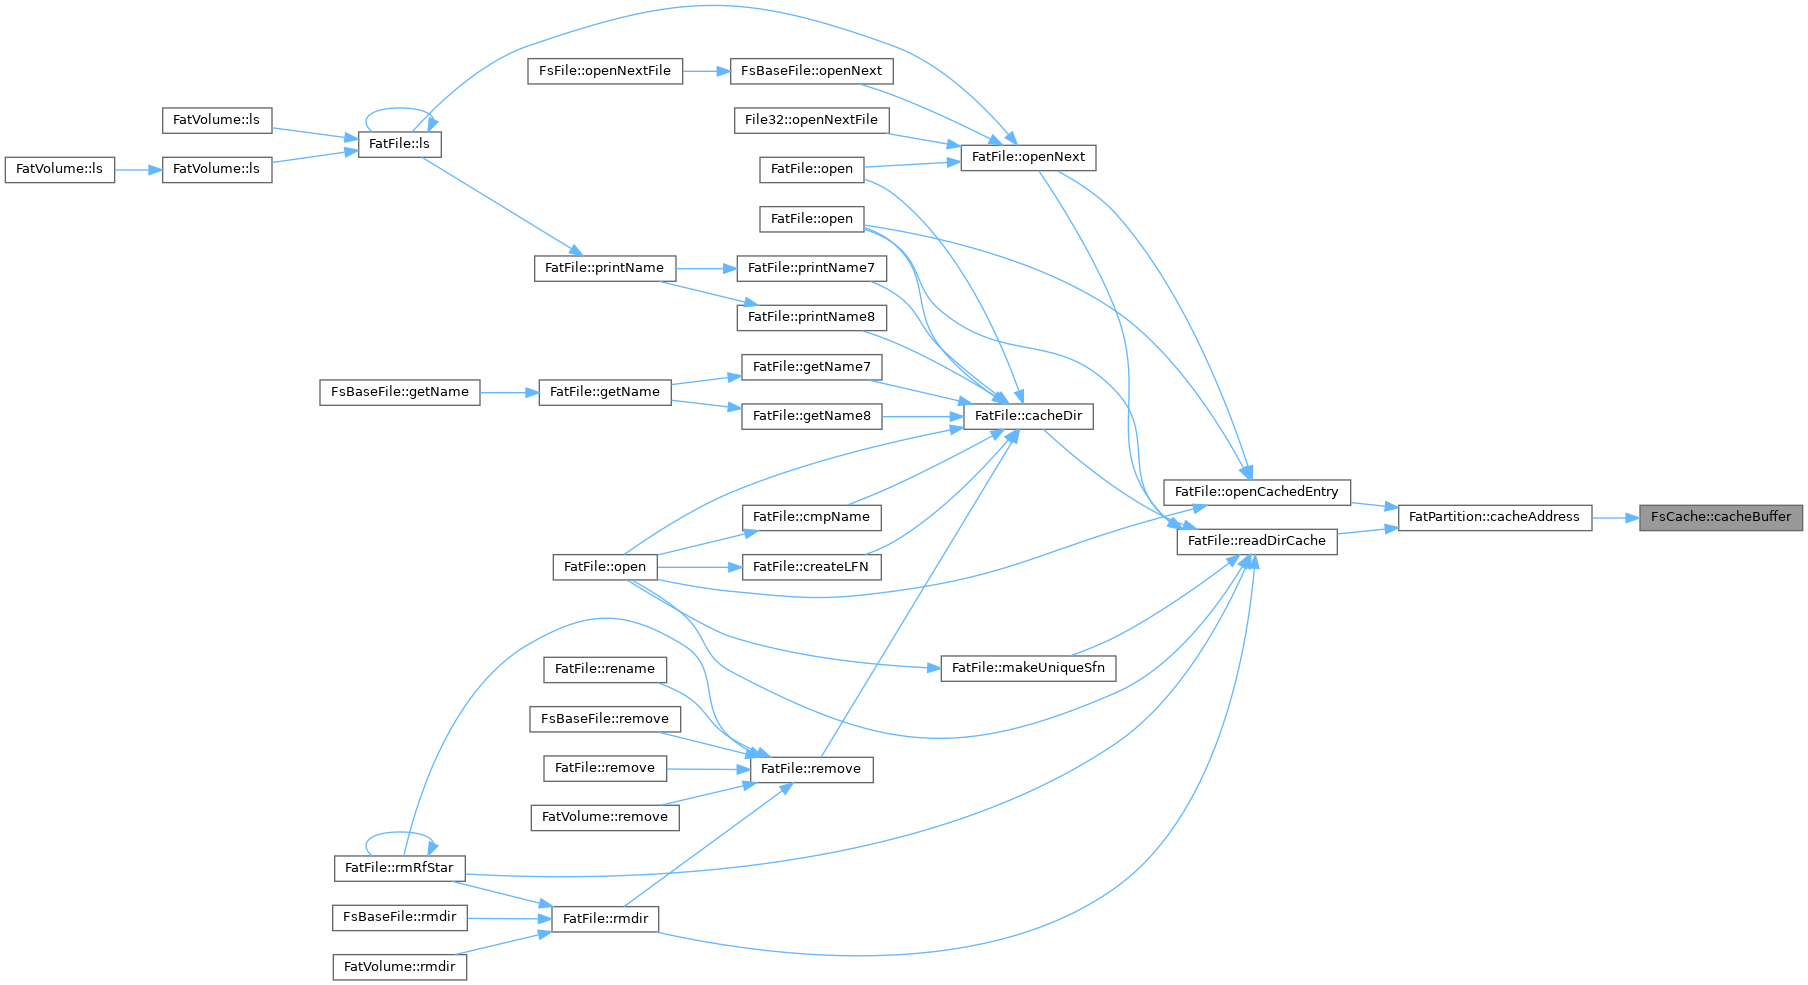 FsFile::openNextFile
FsBaseFile::openNext
FatVolume::ls
File32::openNextFile
FatFile::ls
FatFile::openNext
FatVolume::ls
FatVolume::ls
FatFile::open
FatFile::open
FatFile::printName
FatFile::printName7
FatFile::printName8
FatFile::getName7
FsBaseFile::getName
FatFile::getName
FatFile::getName8
FatFile::cacheDir
FatFile::openCachedEntry
FatFile::cmpName
FatPartition::cacheAddress
FsCache::cacheBuffer
FatFile::readDirCache
FatFile::open
FatFile::createLFN
FatFile::rename
FatFile::makeUniqueSfn
FsBaseFile::remove
FatFile::remove
FatFile::remove
FatVolume::remove
FatFile::rmRfStar
FsBaseFile::rmdir
FatFile::rmdir
FatVolume::rmdir